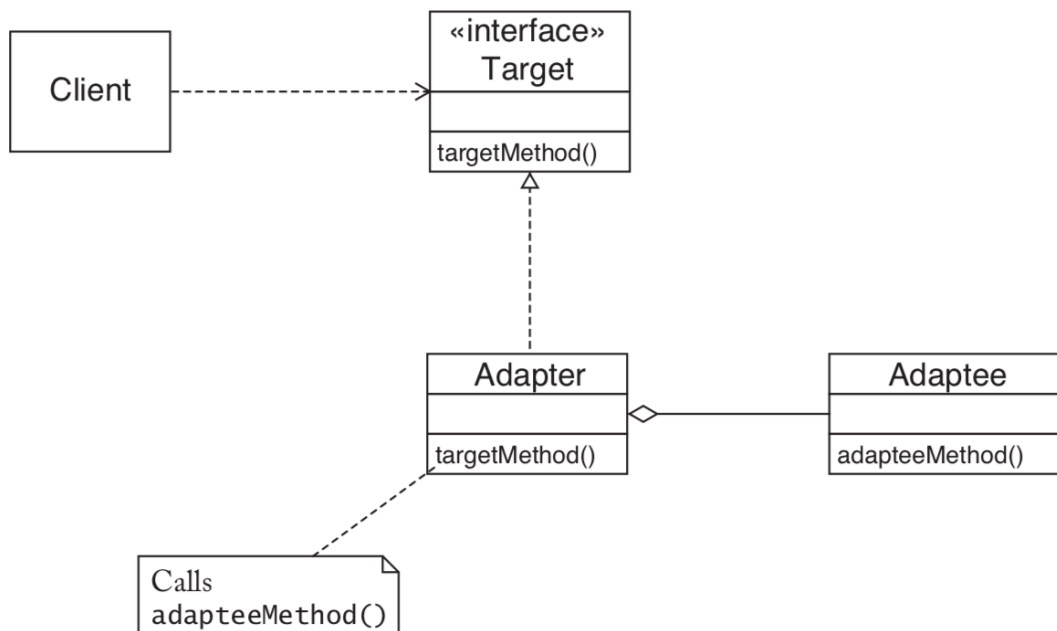 Client
«interface»
Target
targetMethod()
Adapter
targetMethod()
Adaptee
adapteeMethod()
Calls
adapteeMethod()